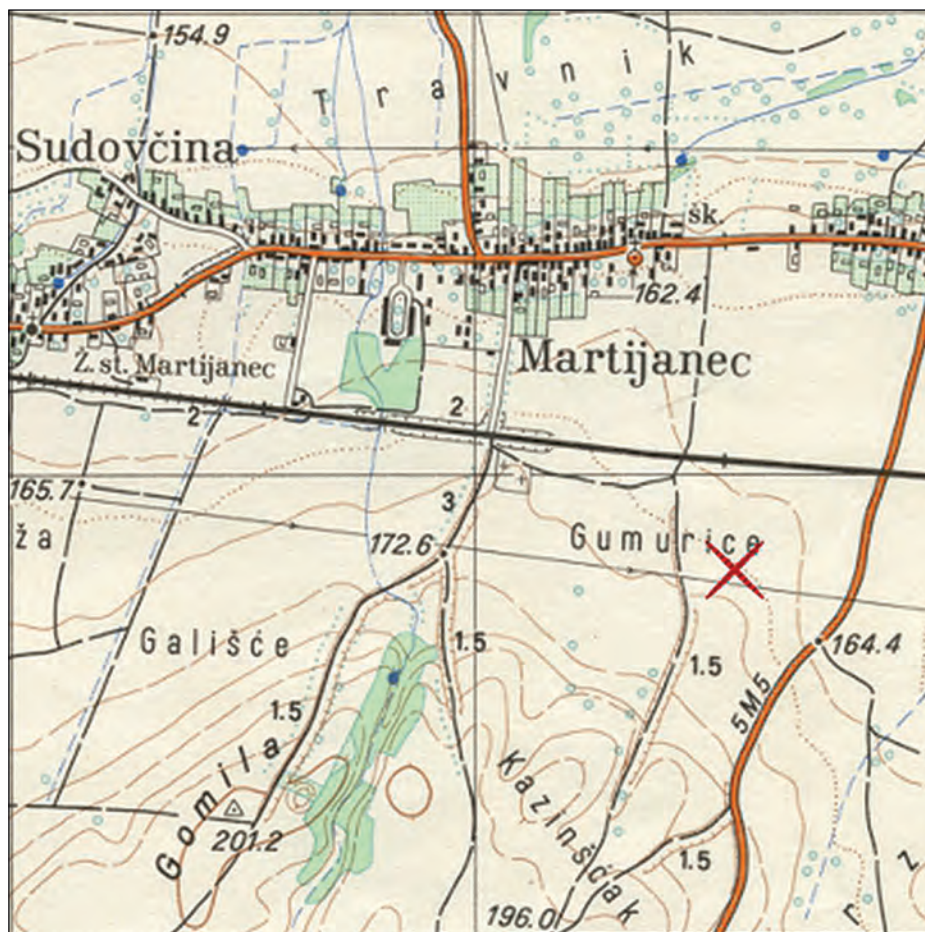 154.9
Travnik
Sudovčina
šk.
162.4
Ž. st. Martijanec
Martijanec
2
2
165.7
3
ža
172.6
Gumurice
Gališće
1.5
1.5
164.4
1.5
5M5
Gomila
Kazinšćak
201.2
1.5
196.0
r z